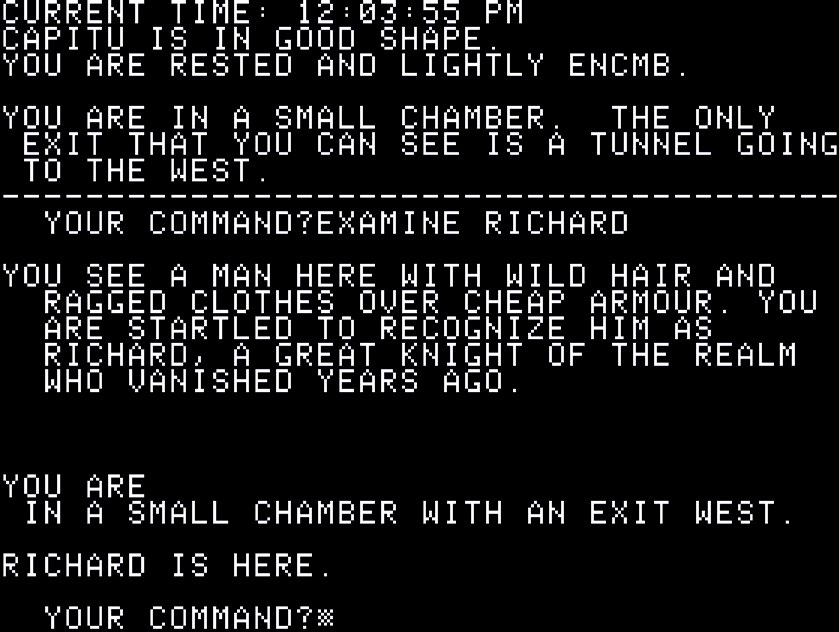 CURRENT TIME: 12:03:55 PM
CAPITU IS IN GOOD SHAPE.
YOU ARE RESTED AND LIGHTLY ENCMB.
YOU ARE IN A SMALL CHAMBER.  THE ONLY
EXIT THAT YOU CAN SEE IS A TUNNEL GOING
TO THE WEST.
----------------------------------------
YOUR COMMAND?EXAMINE RICHARD
YOU SEE A MAN HERE WITH WILD HAIR AND
RAGGED CLOTHES OVER CHEAP ARMOUR. YOU
ARE STARTLED TO RECOGNIZE HIM AS
RICHARD, A GREAT KNIGHT OF THE REALM
WHO VANISHED YEARS AGO.
YOU ARE
IN A SMALL CHAMBER WITH AN EXIT WEST.
RICHARD IS HERE.
YOUR COMMAND?